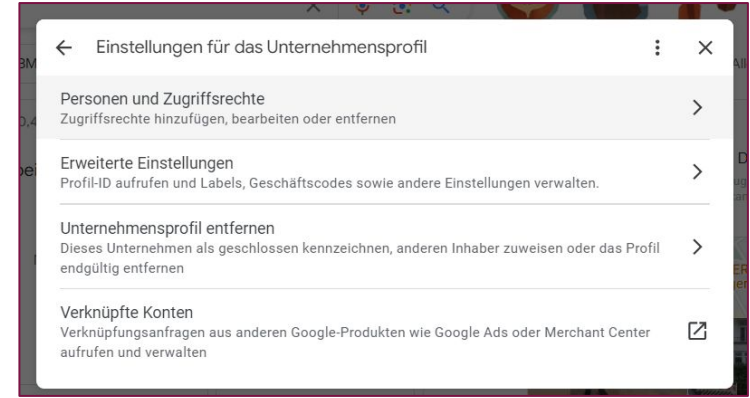 Einstellungen für das Unternehmensprofil
Personen und Zugriffsrechte
Zugriffsrechte hinzufügen, bearbeiten oder entfernen
Erweiterte Einstellungen
Profil-ID aufrufen und Labels, Geschäftscodes sowie andere Einstellungen verwalten.
Unternehmensprofil entfernen
Dieses Unternehmen als geschlossen kennzeichnen, anderen Inhaber zuweisen oder das Profil
endgültig entfernen
Verknüpfte Konten
Verknüpfungsanfragen aus anderen Google-Produkten wie Google Ads oder Merchant Center
aufrufen und verwalten